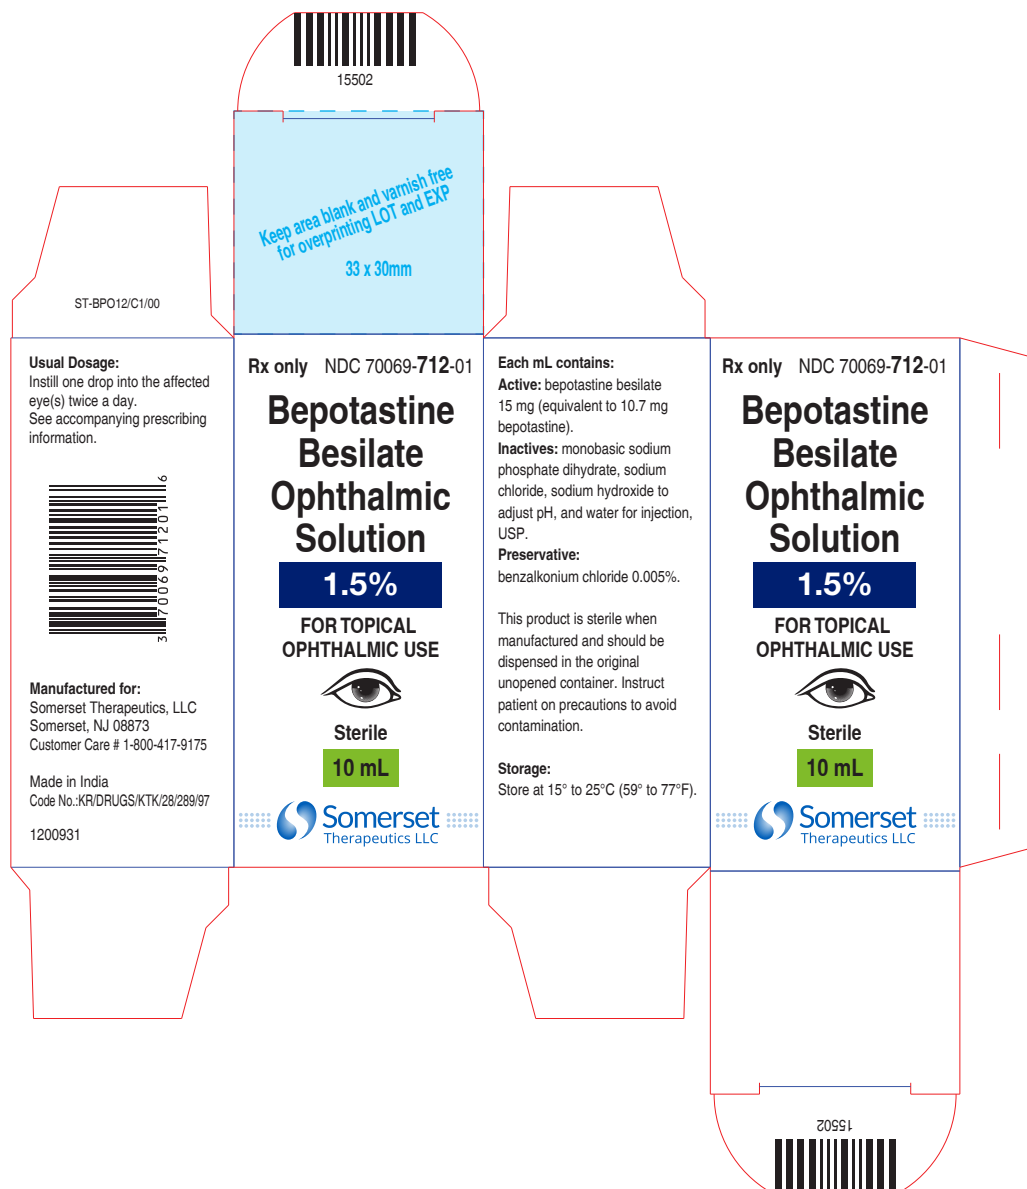 15502
Keep area blank and varnish free
for overprinting LOT and EXP
33 x 30mm
ST-BPO12/C1/00
Usual Dosage:
Instill one drop into the affected
eye(s) twice a day.
See accompanying prescribing
information.
3 70069 71201 6
Manufactured for:
Somerset Therapeutics, LLC
Somerset, NJ 08873
Customer Care # 1-800-417-9175
Made in India
Code No.:KR/DRUGS/KTK/28/289/97
1200931
Rx only NDC 70069-712-01
Bepotastine
Besilate
Ophthalmic
Solution
1.5%
FOR TOPICAL
OPHTHALMIC USE
Sterile
10 mL
Somerset
Therapeutics LLC
Each mL contains:
Active: bepotastine besilate
15 mg (equivalent to 10.7 mg
bepotastine).
Inactives: monobasic sodium
phosphate dihydrate, sodium
chloride, sodium hydroxide to
adjust pH, and water for injection,
USP.
Preservative:
benzalkonium chloride 0.005%.
This product is sterile when
manufactured and should be
dispensed in the original
unopened container. Instruct
patient on precautions to avoid
contamination.
Storage:
Store at 15° to 25°C (59° to 77°F).
Rx only NDC 70069-712-01
Bepotastine
Besilate
Ophthalmic
Solution
1.5%
FOR TOPICAL
OPHTHALMIC USE
Sterile
10 mL
Somerset
Therapeutics LLC
15502